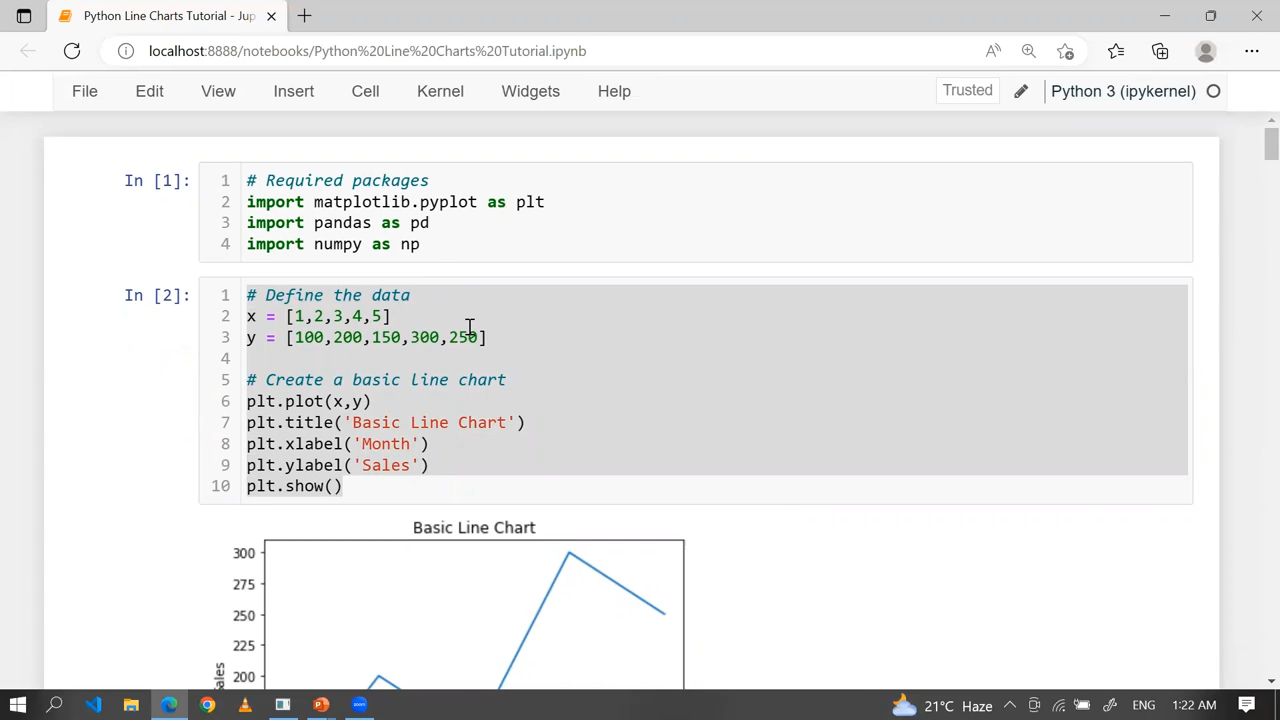 Python Line Charts Tutorial - Jup
localhost:8888/notebooks/Python%20Line%20Charts%20Tutorial.ipynb
File Edit View Insert Cell Kernel Widgets Help Trusted Python 3 (ipykernel)
In [1]:
1 # Required packages
2 import matplotlib.pyplot as plt
3 import pandas as pd
4 import numpy as np
In [2]:
1 # Define the data
2 x = [1,2,3,4,5]
3 y = [100,200,150,300,250]
4
5 # Create a basic line chart
6 plt.plot(x,y)
7 plt.title('Basic Line Chart')
8 plt.xlabel('Month')
9 plt.ylabel('Sales')
10 plt.show()
Basic Line Chart
300
275
250
225
200
Sales
21°C Haze ENG 1:22 AM